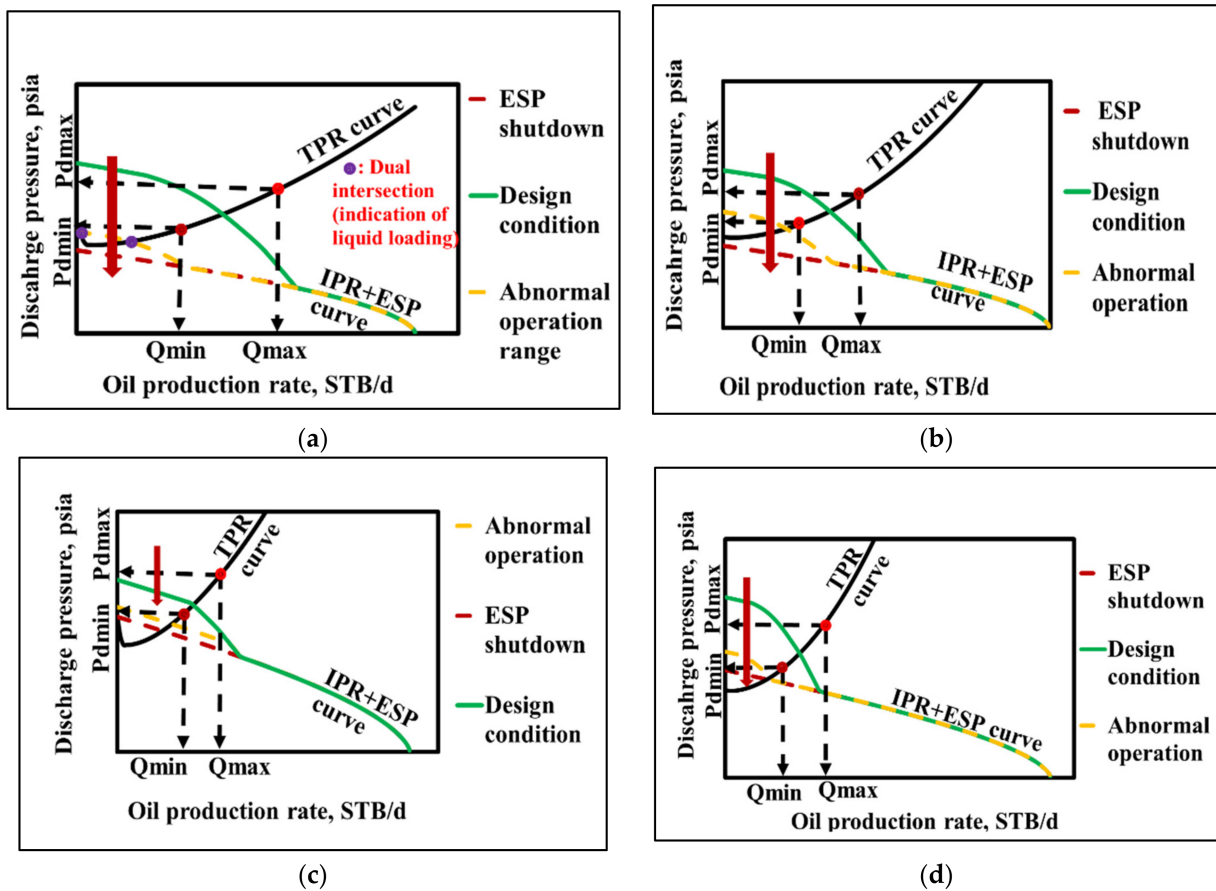 Discahrge pressure, psia
Pdmax
Pdmin
TPR curve
: Dual
intersection
(indication of
liquid loading)
IPR+ESP
curve
Qmin
Qmax
Oil production rate, STB/d
ESP
shutdown
Design
condition
Abnormal
operation
range
(a)
Discahrge pressure, psia
Pdmax
Pdmin
TPR curve
IPR+ESP
curve
Qmin
Qmax
Oil production rate, STB/d
ESP
shutdown
Design
condition
Abnormal
operation
(b)
Discharge pressure, psia
Pdmax
Pdmin
TPR
curve
IPR+ESP
curve
Qmin
Qmax
Oil production rate, STB/d
Abnormal
operation
ESP
shutdown
Design
condition
(c)
Discahrge pressure, psia
Pdmax
Pdmin
TPR
curve
IPR+ESP curve
Qmin
Qmax
Oil production rate, STB/d
ESP
shutdown
Design
condition
Abnormal
operation
(d)